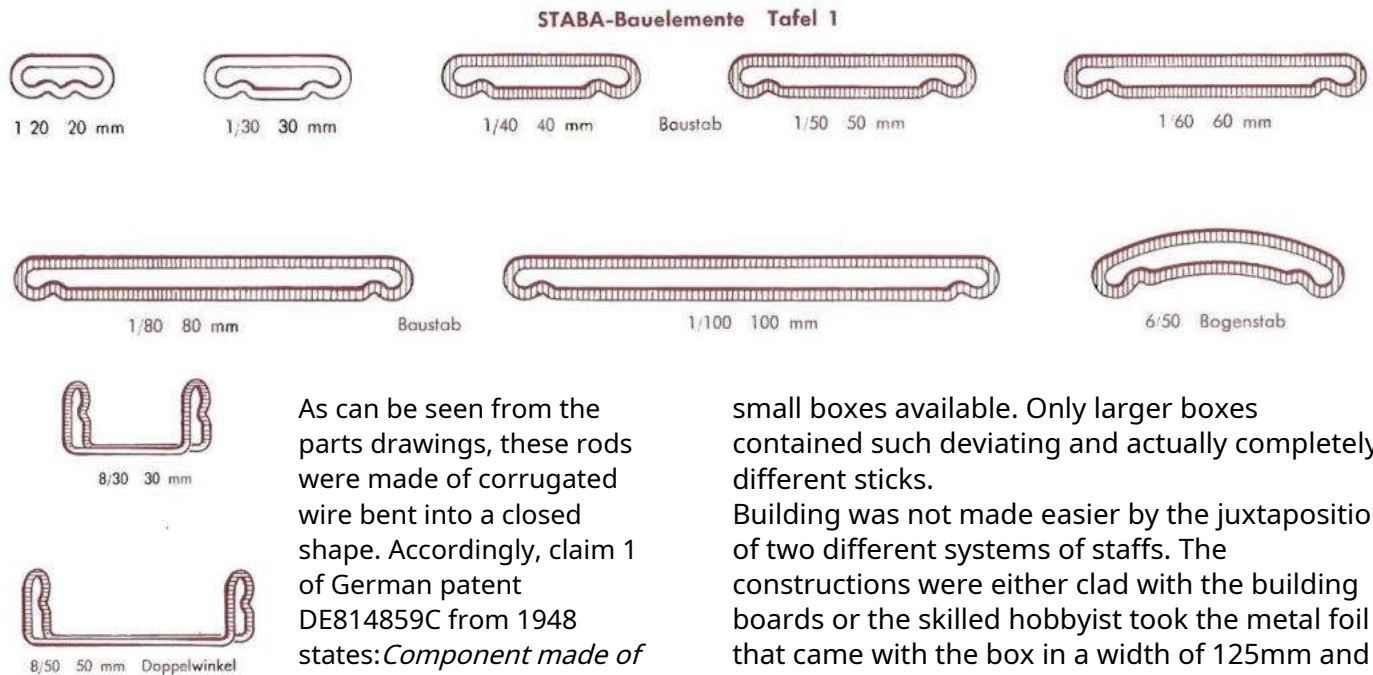 STABA-Bauelemente Tafel 1
1 20 20 mm
1/30 30 mm
1/40 40 mm
Baustab
1/50 50 mm
1/60 60 mm
1/80 80 mm
Baustab
1/100 100 mm
6/50 Bogenstab
8/30 30 mm
8/50 50 mm Doppelwinkel
As can be seen from the
parts drawings, these rods
were made of corrugated
wire bent into a closed
shape. Accordingly, claim 1
of German patent
DE814859C from 1948
states:Component made of
small boxes available. Only larger boxes
contained such deviating and actually completely
different sticks.
Building was not made easier by the juxtapositio
of two different systems of staffs. The
constructions were either clad with the building
boards or the skilled hobbyist took the metal foil
that came with the box in a width of 125mm and